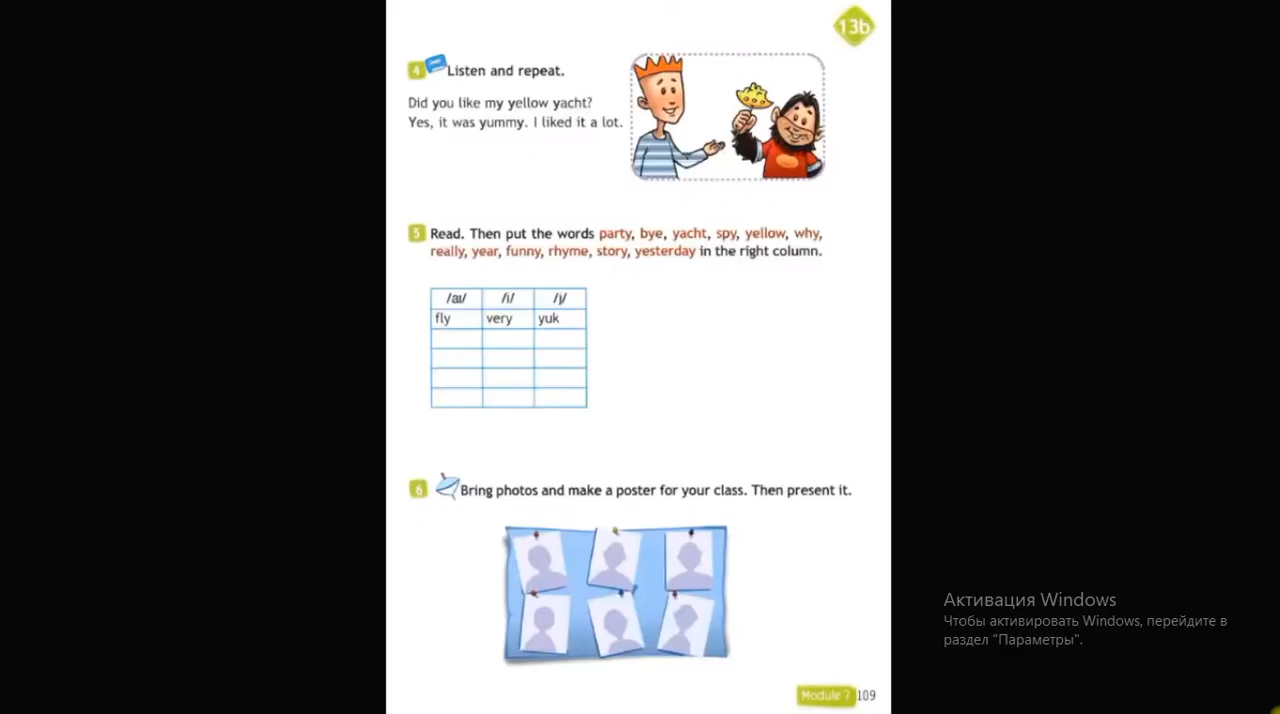 13b
4 Listen and repeat.
Did you like my yellow yacht?
Yes, it was yummy. I liked it a lot.
5 Read. Then put the words party, bye, yacht, spy, yellow, why,
really, year, funny, rhyme, story, yesterday in the right column.
/aɪ/ /i/ /j/
fly very yuk
6 Bring photos and make a poster for your class. Then present it.
Module 7 109
Активация Windows
Чтобы активировать Windows, перейдите в
раздел "Параметры".